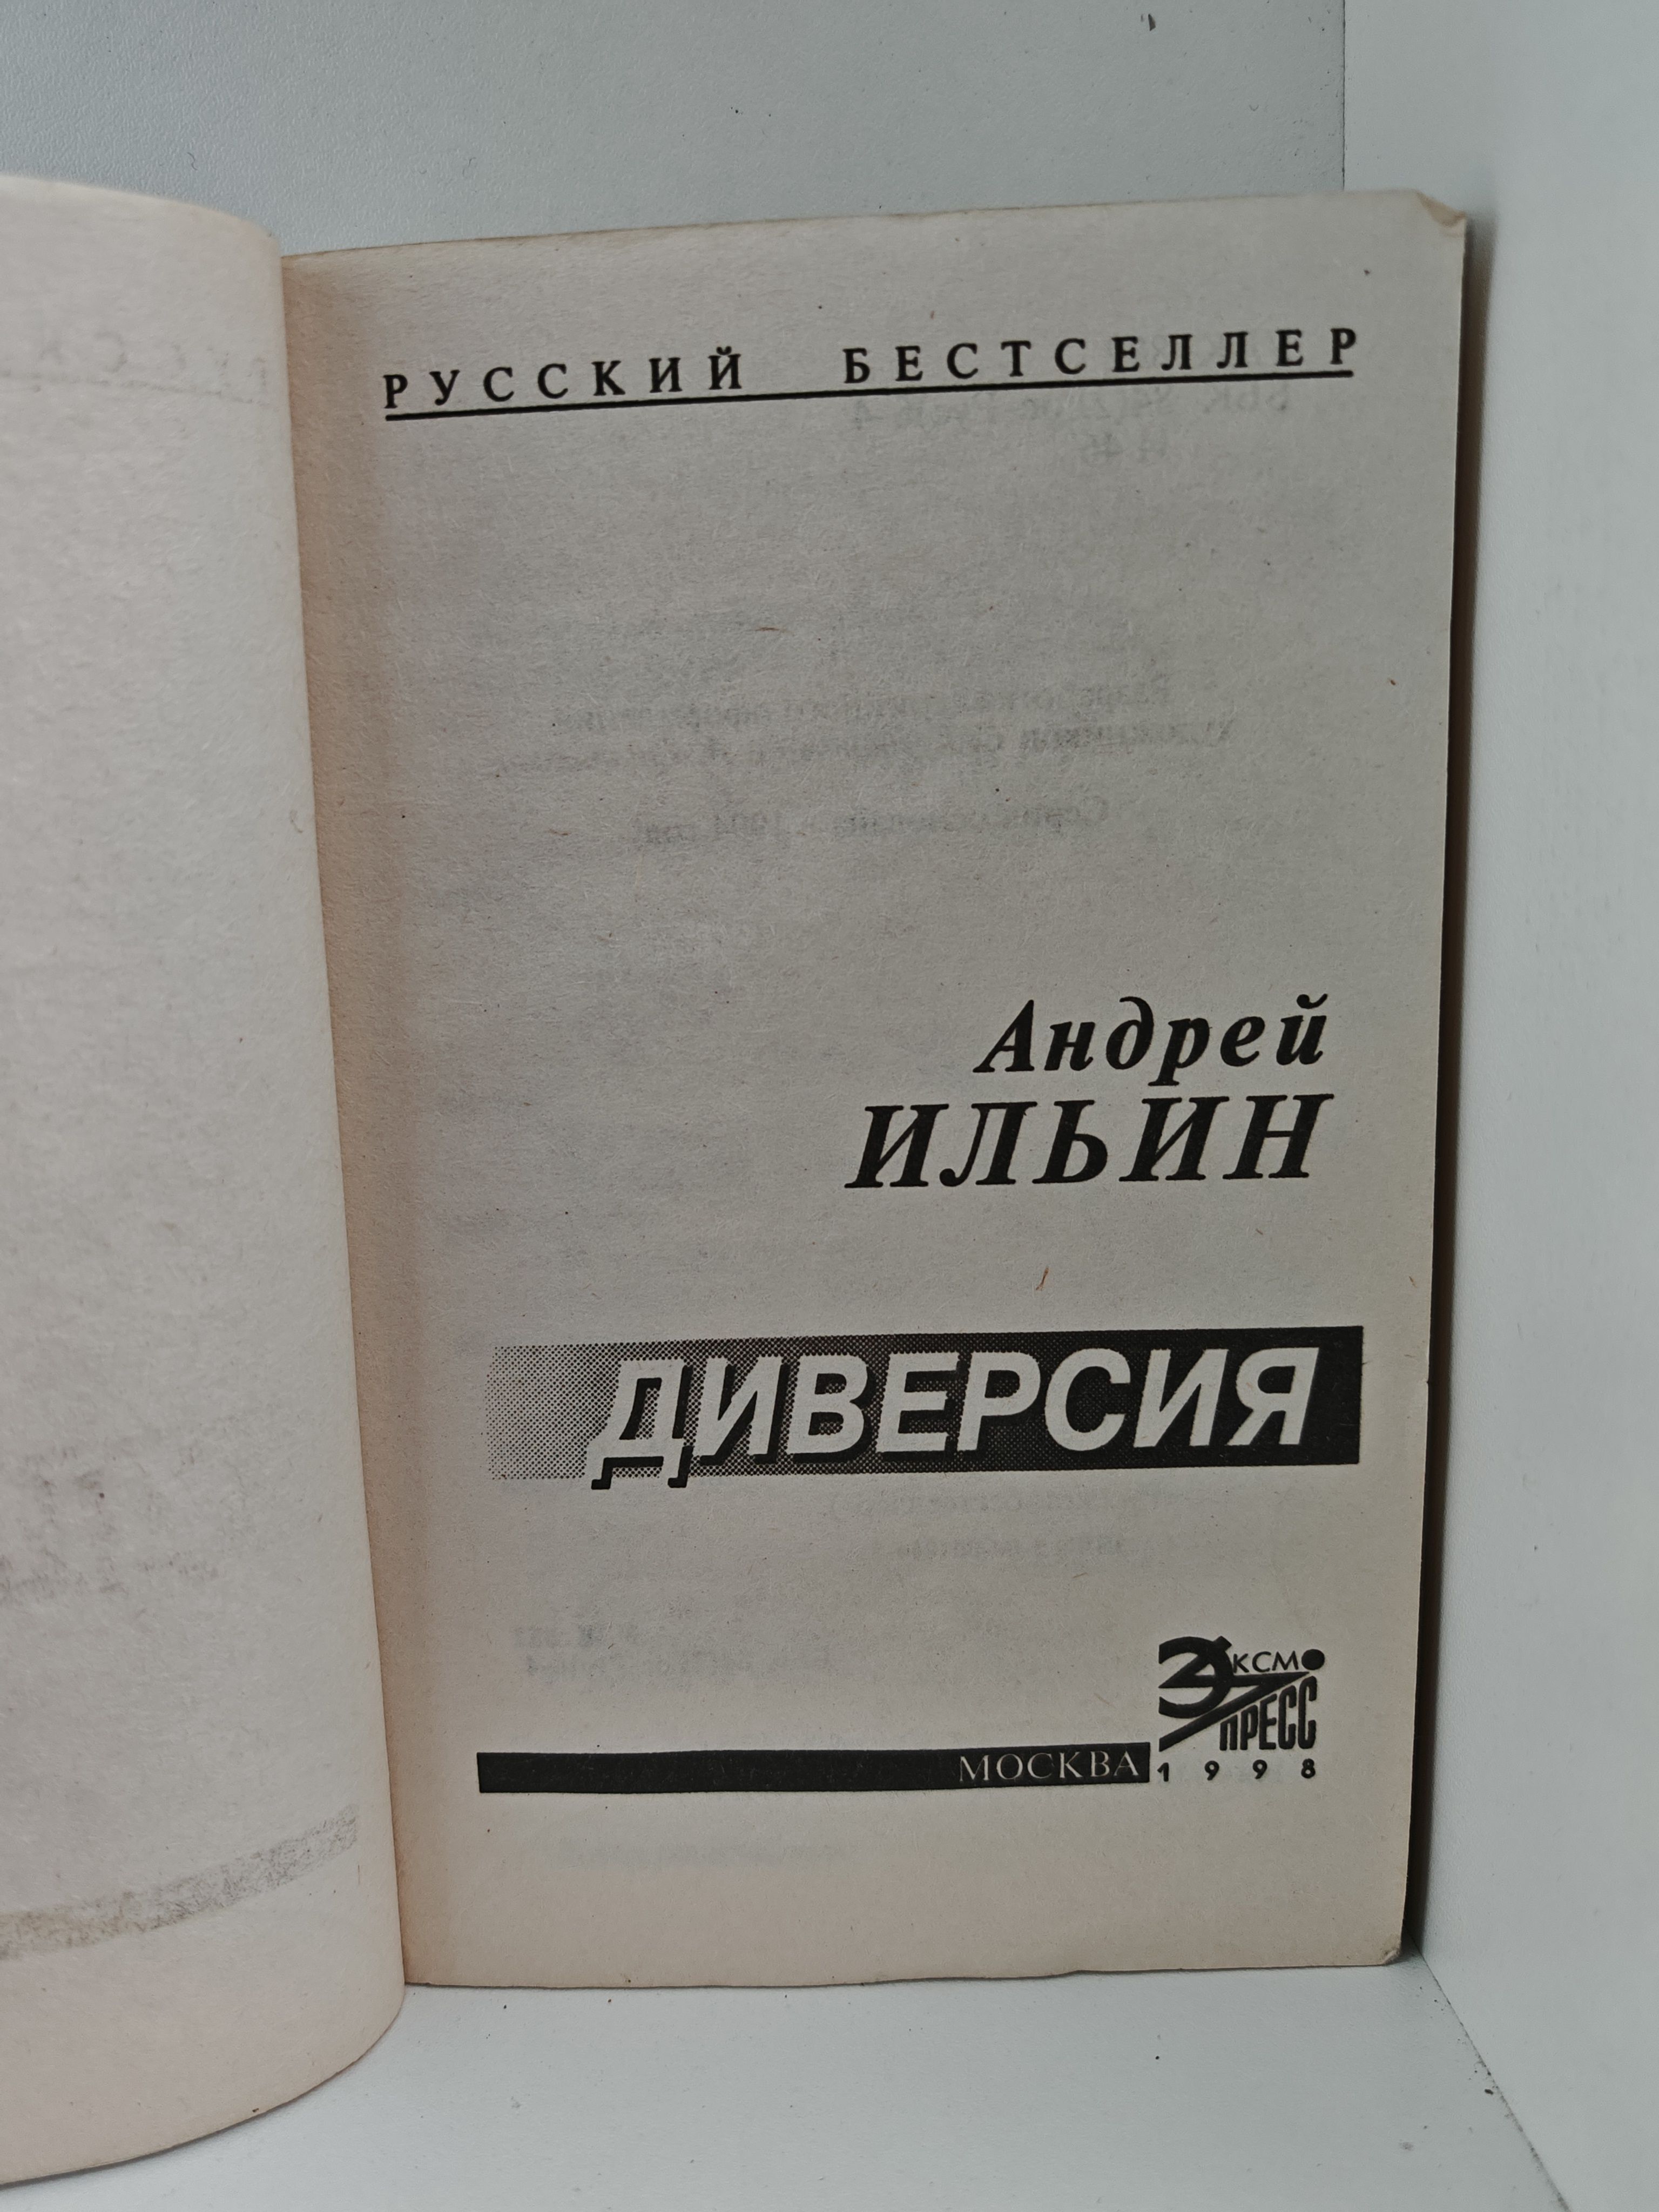 РУССКИЙ БЕСТСЕЛЛЕР
Андрей
ИЛЬИН
ДИВЕРСИЯ
ЭКСМО
ПРЕСС
МОСКВА 1998